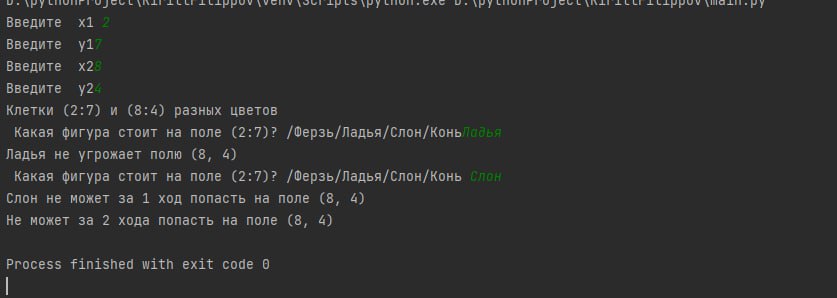 D:\pythonProject\KirillFilippov\venv\Scripts\python.exe D:\pythonProject\KirillFilippov\main.py
Введите  x1 2
Введите  y17
Введите  x28
Введите  y24
Клетки (2:7) и (8:4) разных цветов
Какая фигура стоит на поле (2:7)? /Ферзь/Ладья/Слон/КоньЛадья
Ладья не угрожает полю (8, 4)
Какая фигура стоит на поле (2:7)? /Ферзь/Ладья/Слон/Конь Слон
Слон не может за 1 ход попасть на поле (8, 4)
Не может за 2 хода попасть на поле (8, 4)
Process finished with exit code 0